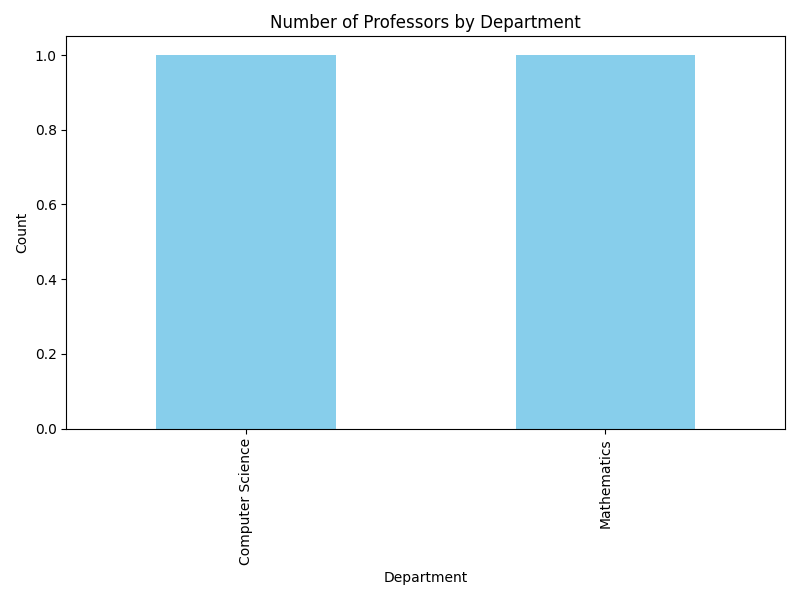 Number of Professors by Department
Count
1.0
0.8
0.6
0.4
0.2
0.0
Computer Science
Mathematics
Department